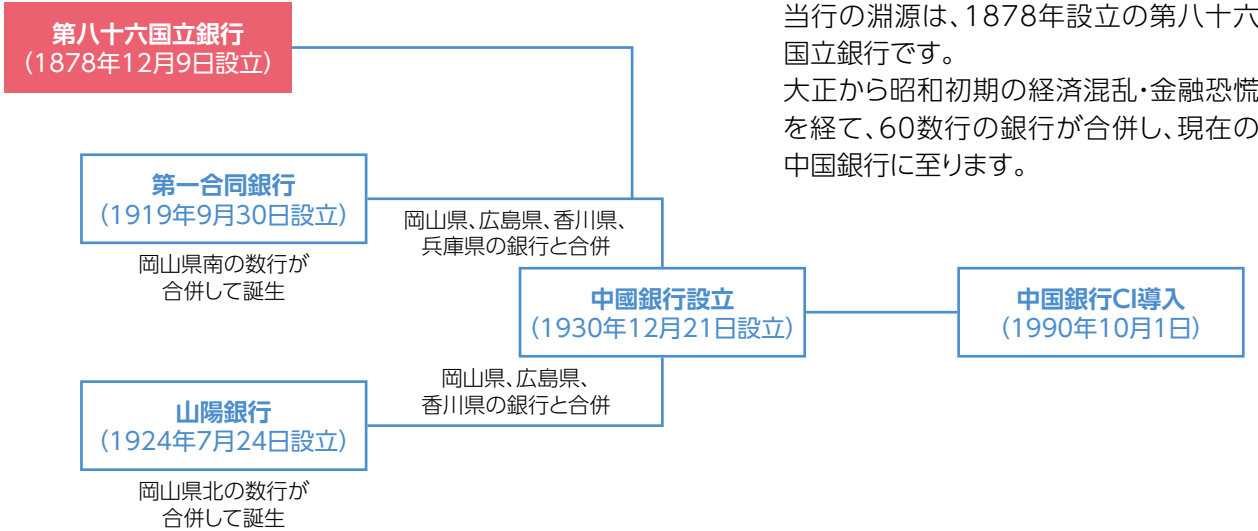 第八十六国立銀行
（1878年12月9日設立）
当行の淵源は、1878年設立の第八十六
国立銀行です。
大正から昭和初期の経済混乱・金融恐慌
を経て、60数行の銀行が合併し、現在の
中国銀行に至ります。
第一合同銀行
（1919年9月30日設立）
岡山県南の数行が
合併して誕生
岡山県、広島県、香川県、
兵庫県の銀行と合併
中國銀行設立
（1930年12月21日設立）
中国銀行CI導入
（1990年10月1日）
岡山県、広島県、
香川県の銀行と合併
山陽銀行
（1924年7月24日設立）
岡山県北の数行が
合併して誕生